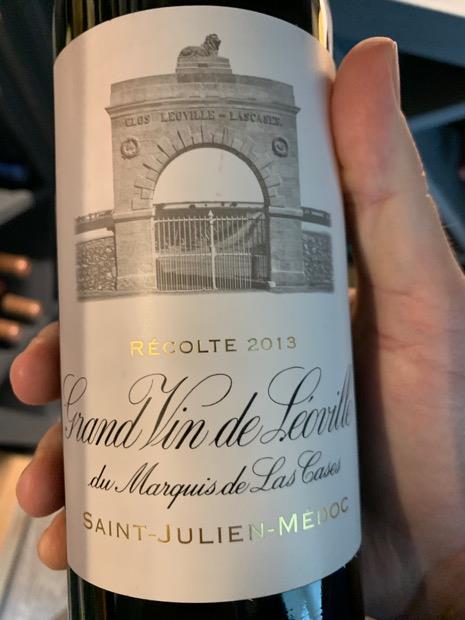 CLOS LEOVILLE-LASCASES
RÉCOLTE 2013
Grand Vin de Léoville
du Marquis de Las Cases
SAINT-JULIEN-MÉDOC